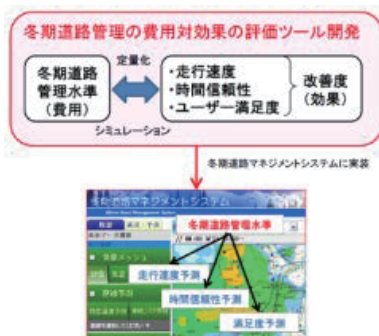 冬期道路管理の費用対効果の評価ツール開発
定量化
冬期道路
管理水準
(費用)
・走行速度
・時間信頼性
・ユーザー満足度
改善度
(効果)
シミュレーション
冬期道路マネジメントシステムに実装
冬期道路マネジメントシステム
冬期道路管理水準
走行速度予測
時間信頼性予測
満足度予測